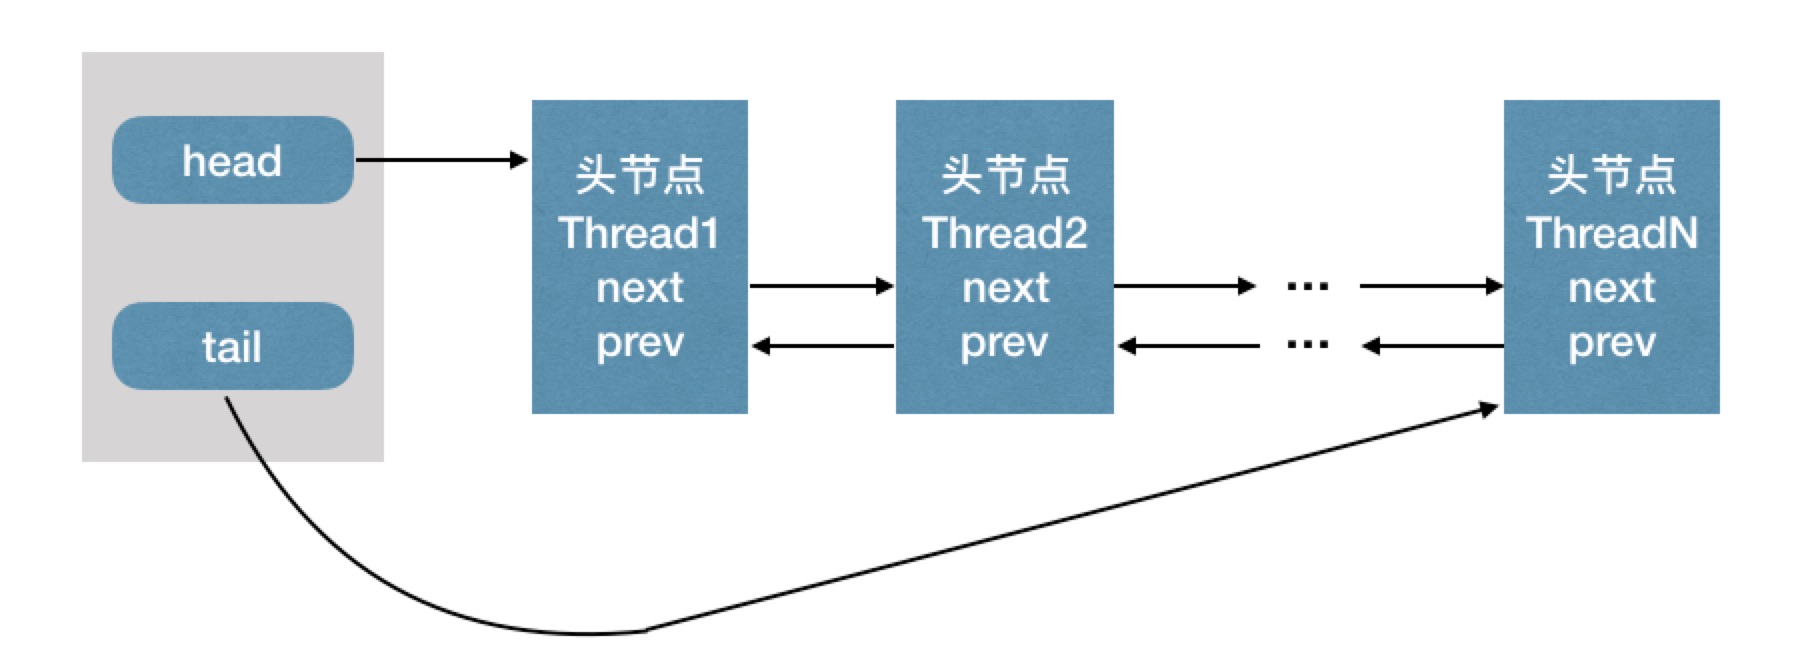 head
tail
头节点
Thread1
next
prev
头节点
Thread2
next
prev
...
...
头节点
ThreadN
next
prev